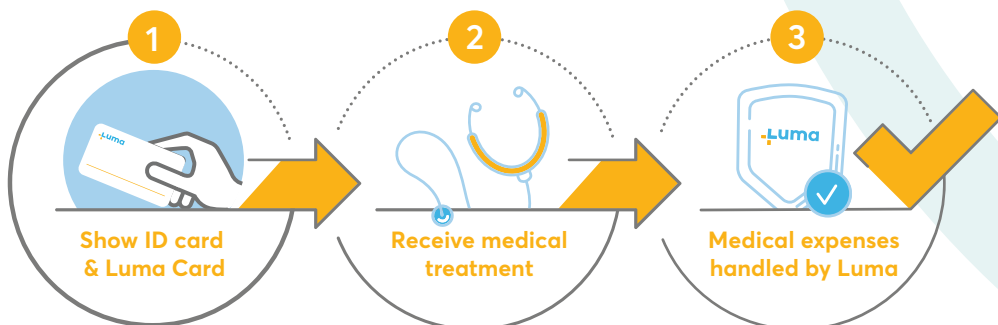 1
2
3
Luma
Luma
Show ID card
& Luma Card
Receive medical
treatment
Medical expenses
handled by Luma